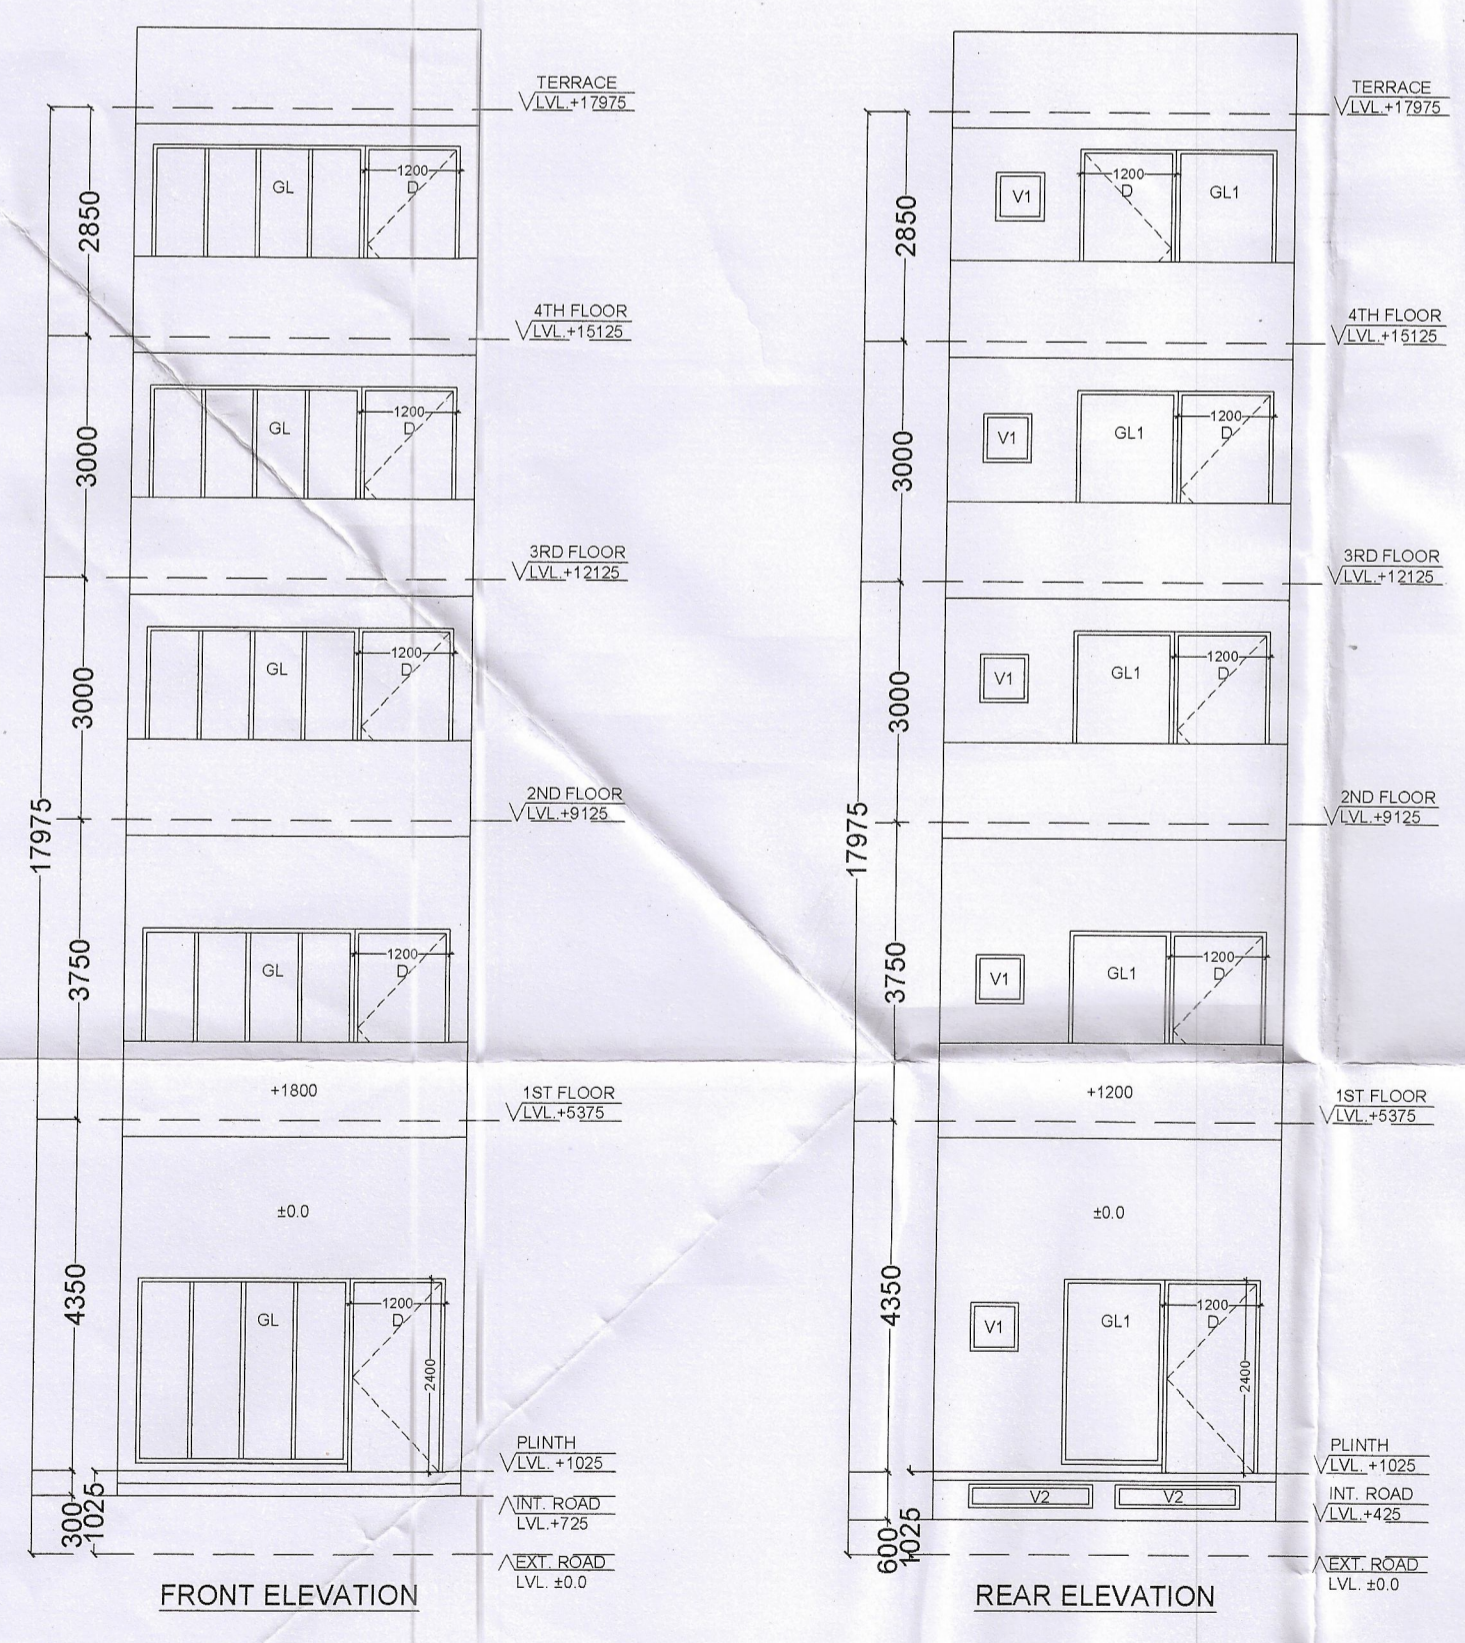 TERRACE
LVL.+17975
GL
1200
D
2850
4TH FLOOR
LVL.+15125
GL
1200
D
3000
3RD FLOOR
LVL.+12125
GL
1200
D
3000
2ND FLOOR
LVL.+9125
17975
GL
1200
D
3750
+1800
1ST FLOOR
LVL.+5375
±0.0
4350
GL
1200
D
2400
PLINTH
LVL. +1025
300
1025
INT. ROAD
LVL.+725
EXT. ROAD
LVL. ±0.0
FRONT ELEVATION
TERRACE
LVL.+17975
V1
1200
D
GL1
2850
4TH FLOOR
LVL.+15125
V1
GL1
1200
D
3000
3RD FLOOR
LVL.+12125
V1
GL1
1200
D
3000
2ND FLOOR
LVL.+9125
17975
V1
GL1
1200
D
3750
+1200
1ST FLOOR
LVL.+5375
±0.0
4350
V1
GL1
1200
D
2400
PLINTH
LVL.+1025
V2
V2
INT. ROAD
LVL.+425
600
1025
EXT. ROAD
LVL. ±0.0
REAR ELEVATION